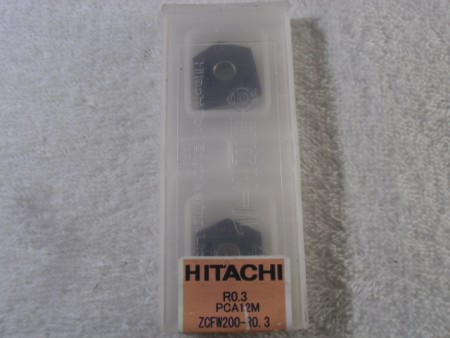 HITACHI
R0.3
PCA12M
ZCFW200-R0.3